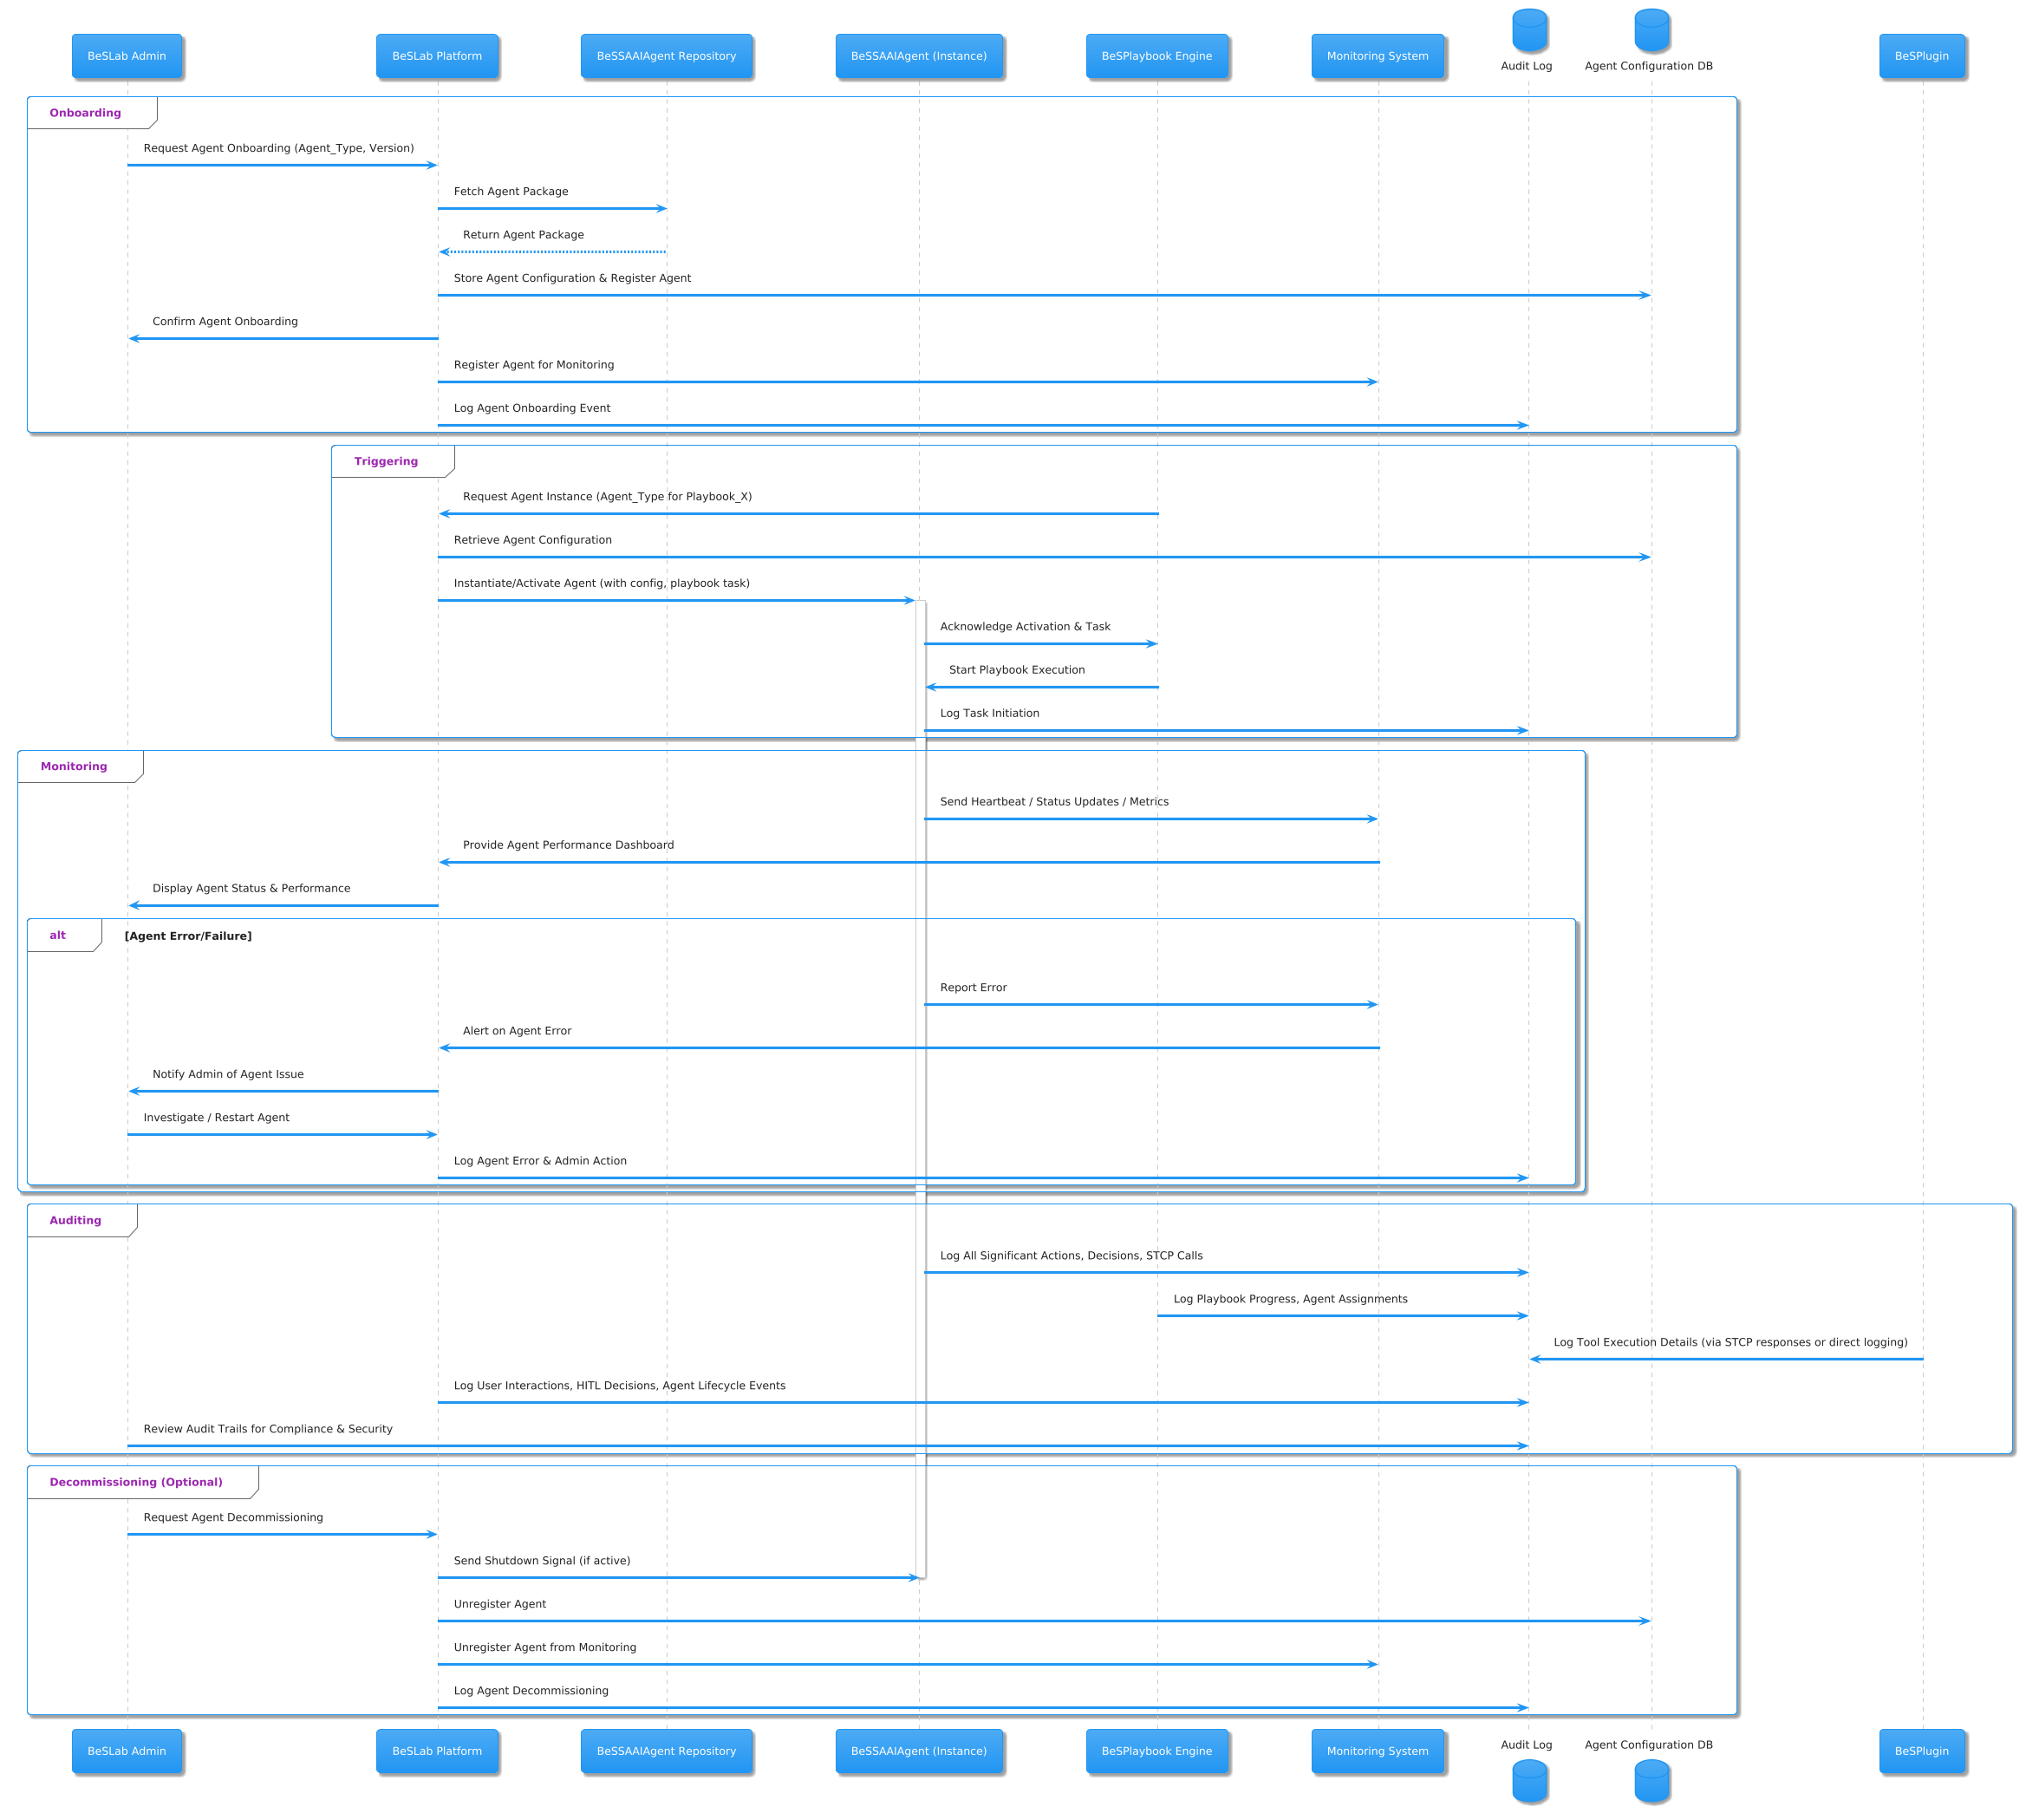 BeSLab Admin
BeSLab Platform
BeSSAAIAgent Repository
BeSSAAIAgent (Instance)
BeSPlaybook Engine
Monitoring System
Audit Log
Agent Configuration DB
BeSPlugin
Onboarding
Request Agent Onboarding (Agent_Type, Version)
Fetch Agent Package
Return Agent Package
Store Agent Configuration & Register Agent
Confirm Agent Onboarding
Register Agent for Monitoring
Log Agent Onboarding Event
Triggering
Request Agent Instance (Agent_Type for Playbook_X)
Retrieve Agent Configuration
Instantiate/Activate Agent (with config, playbook task)
Acknowledge Activation & Task
Start Playbook Execution
Log Task Initiation
Monitoring
Send Heartbeat / Status Updates / Metrics
Provide Agent Performance Dashboard
Display Agent Status & Performance
alt
[Agent Error/Failure]
Report Error
Alert on Agent Error
Notify Admin of Agent Issue
Investigate / Restart Agent
Log Agent Error & Admin Action
Auditing
Log All Significant Actions, Decisions, STCP Calls
Log Playbook Progress, Agent Assignments
Log Tool Execution Details (via STCP responses or direct logging)
Log User Interactions, HITL Decisions, Agent Lifecycle Events
Review Audit Trails for Compliance & Security
Decommissioning (Optional)
Request Agent Decommissioning
Send Shutdown Signal (if active)
Unregister Agent
Unregister Agent from Monitoring
Log Agent Decommissioning
BeSLab Admin
BeSLab Platform
BeSSAAIAgent Repository
BeSSAAIAgent (Instance)
BeSPlaybook Engine
Monitoring System
Audit Log
Agent Configuration DB
BeSPlugin